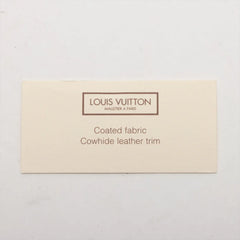 LOUIS VUITTON
MALLETIER A PARIS
Coated fabric
Cowhide leather trim